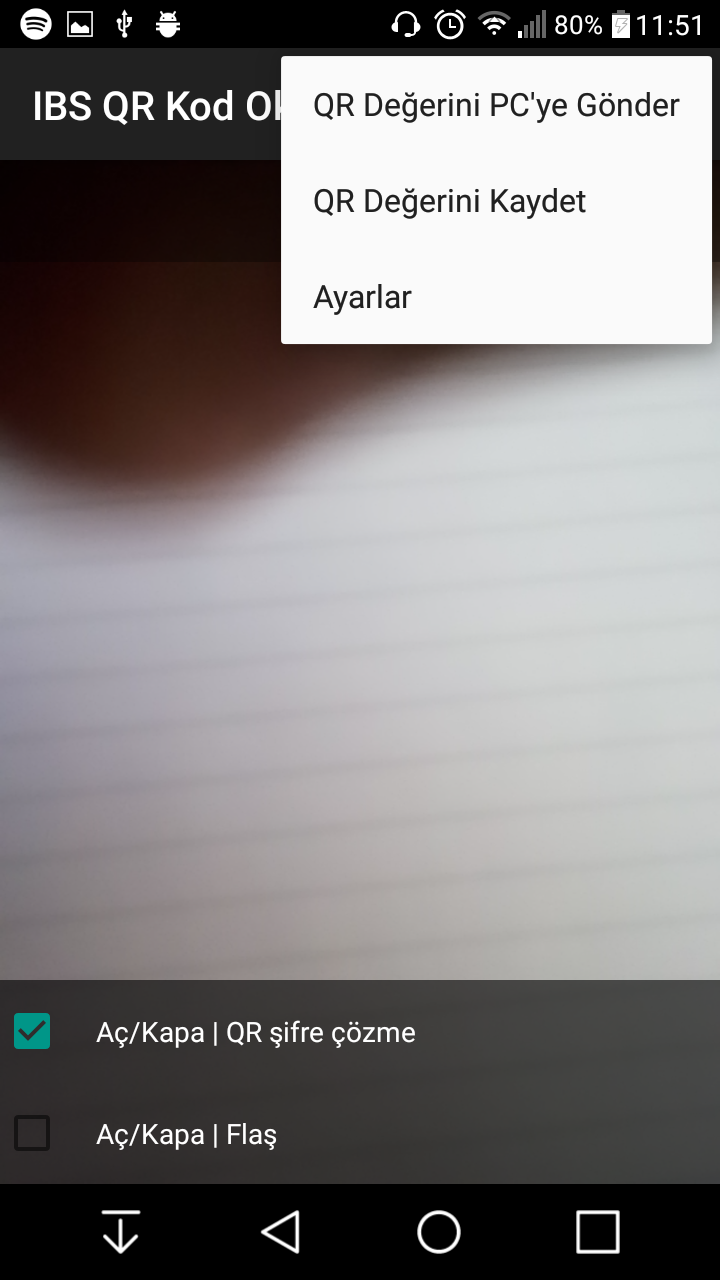 80% 11:51
IBS QR Kod
QR Değerini PC'ye Gönder
QR Değerini Kaydet
Ayarlar
Aç/Kapa | QR şifre çözme
Aç/Kapa | Flaş